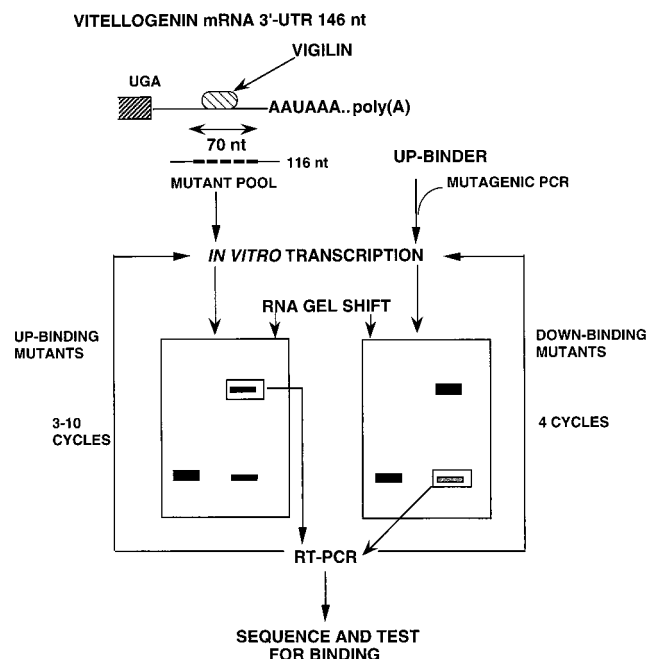 VITELLOGENIN mRNA 3'-UTR 146 nt
VIGILIN
UGA
AAUAAA..poly(A)
70 nt
116 nt
MUTANT POOL
UP-BINDER
MUTAGENIC PCR
IN VITRO TRANSCRIPTION
RNA GEL SHIFT
UP-BINDING
MUTANTS
3-10
CYCLES
DOWN-BINDING
MUTANTS
4 CYCLES
RT-PCR
SEQUENCE AND TEST
FOR BINDING